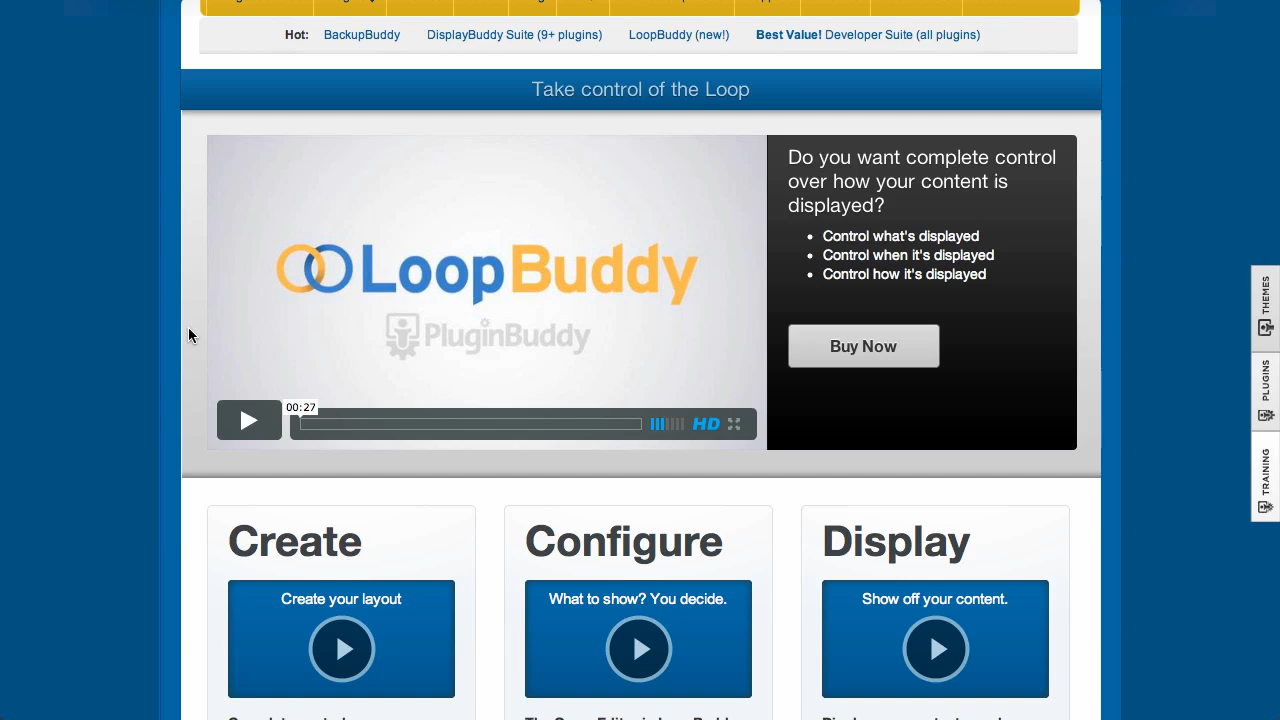 Hot: BackupBuddy DisplayBuddy Suite (9+ plugins) LoopBuddy (new!) Best Value! Developer Suite (all plugins)
Take control of the Loop
LoopBuddy
PluginBuddy
00:27
HD
Do you want complete control
over how your content is
displayed?
• Control what's displayed
• Control when it's displayed
• Control how it's displayed
Buy Now
THEMES
PLUGINS
TRAINING
Create
Create your layout
Configure
What to show? You decide.
Display
Show off your content.